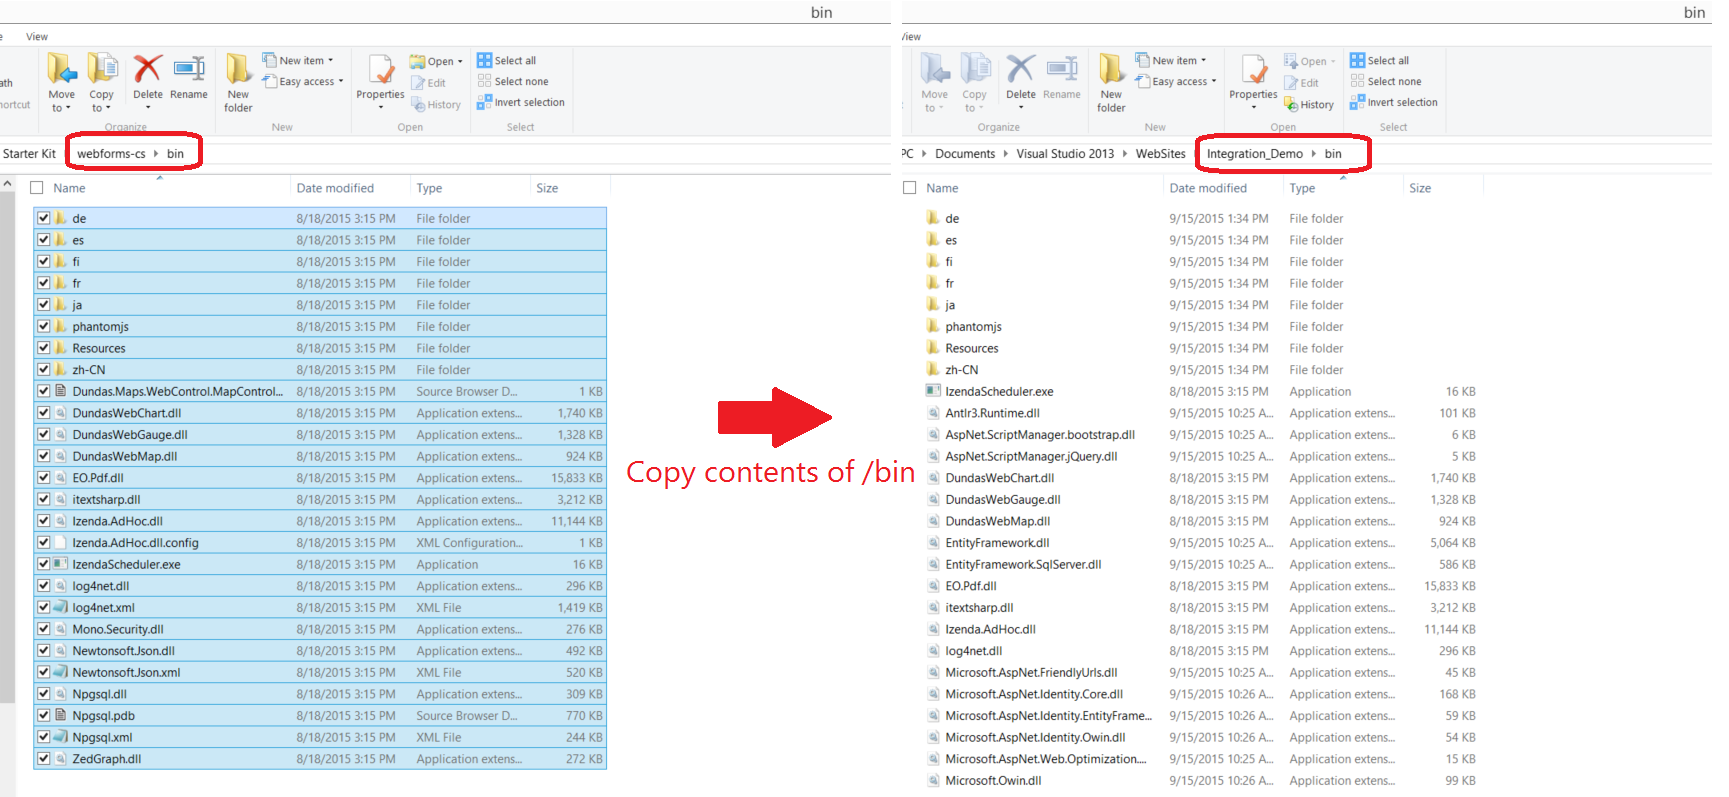 bin
View
ath
hortcut
Move to
Copy to
Delete
Rename
Organize
New folder
New item
Easy access
New
Properties
Open
Edit
History
Open
Select all
Select none
Invert selection
Select
Starter Kit webforms-cs bin
Name Date modified Type Size
de 8/18/2015 3:15 PM File folder
es 8/18/2015 3:15 PM File folder
fi 8/18/2015 3:15 PM File folder
fr 8/18/2015 3:15 PM File folder
ja 8/18/2015 3:15 PM File folder
phantomjs 8/18/2015 3:15 PM File folder
Resources 8/18/2015 3:15 PM File folder
zh-CN 8/18/2015 3:15 PM File folder
Dundas.Maps.WebControl.MapControl... 8/18/2015 3:15 PM Source Browser D... 1 KB
DundasWebChart.dll 8/18/2015 3:15 PM Application extens... 1,740 KB
DundasWebGauge.dll 8/18/2015 3:15 PM Application extens... 1,328 KB
DundasWebMap.dll 8/18/2015 3:15 PM Application extens... 924 KB
EO.Pdf.dll 8/18/2015 3:15 PM Application extens... 15,833 KB
itextsharp.dll 8/18/2015 3:15 PM Application extens... 3,212 KB
Izenda.AdHoc.dll 8/18/2015 3:15 PM Application extens... 11,144 KB
Izenda.AdHoc.dll.config 8/18/2015 3:15 PM XML Configuration... 1 KB
IzendaScheduler.exe 8/18/2015 3:15 PM Application 16 KB
log4net.dll 8/18/2015 3:15 PM Application extens... 296 KB
log4net.xml 8/18/2015 3:15 PM XML File 1,419 KB
Mono.Security.dll 8/18/2015 3:15 PM Application extens... 276 KB
Newtonsoft.Json.dll 8/18/2015 3:15 PM Application extens... 492 KB
Newtonsoft.Json.xml 8/18/2015 3:15 PM XML File 520 KB
Npgsql.dll 8/18/2015 3:15 PM Application extens... 309 KB
Npgsql.pdb 8/18/2015 3:15 PM Source Browser D... 770 KB
Npgsql.xml 8/18/2015 3:15 PM XML File 244 KB
ZedGraph.dll 8/18/2015 3:15 PM Application extens... 272 KB
Copy contents of /bin
bin
View
Move to
Copy to
Delete
Rename
Organize
New folder
New item
Easy access
New
Properties
Open
Edit
History
Open
Select all
Select none
Invert selection
Select
PC Documents Visual Studio 2013 WebSites Integration_Demo bin
Name Date modified Type Size
de 9/15/2015 1:34 PM File folder
es 9/15/2015 1:34 PM File folder
fi 9/15/2015 1:34 PM File folder
fr 9/15/2015 1:34 PM File folder
ja 9/15/2015 1:34 PM File folder
phantomjs 9/15/2015 1:34 PM File folder
Resources 9/15/2015 1:34 PM File folder
zh-CN 9/15/2015 1:34 PM File folder
IzendaScheduler.exe 8/18/2015 3:15 PM Application 16 KB
Antlr3.Runtime.dll 9/15/2015 10:25 A... Application extens... 101 KB
AspNet.ScriptManager.bootstrap.dll 9/15/2015 10:25 A... Application extens... 6 KB
AspNet.ScriptManager.jQuery.dll 9/15/2015 10:25 A... Application extens... 5 KB
DundasWebChart.dll 8/18/2015 3:15 PM Application extens... 1,740 KB
DundasWebGauge.dll 8/18/2015 3:15 PM Application extens... 1,328 KB
DundasWebMap.dll 8/18/2015 3:15 PM Application extens... 924 KB
EntityFramework.dll 9/15/2015 10:25 A... Application extens... 5,064 KB
EntityFramework.SqlServer.dll 9/15/2015 10:25 A... Application extens... 586 KB
EO.Pdf.dll 8/18/2015 3:15 PM Application extens... 15,833 KB
itextsharp.dll 8/18/2015 3:15 PM Application extens... 3,212 KB
Izenda.AdHoc.dll 8/18/2015 3:15 PM Application extens... 11,144 KB
log4net.dll 8/18/2015 3:15 PM Application extens... 296 KB
Microsoft.AspNet.FriendlyUrls.dll 9/15/2015 10:25 A... Application extens... 45 KB
Microsoft.AspNet.Identity.Core.dll 9/15/2015 10:26 A... Application extens... 168 KB
Microsoft.AspNet.Identity.EntityFrame... 9/15/2015 10:26 A... Application extens... 59 KB
Microsoft.AspNet.Identity.Owin.dll 9/15/2015 10:26 A... Application extens... 54 KB
Microsoft.AspNet.Web.Optimization.... 9/15/2015 10:25 A... Application extens... 15 KB
Microsoft.Owin.dll 9/15/2015 10:26 A... Application extens... 99 KB